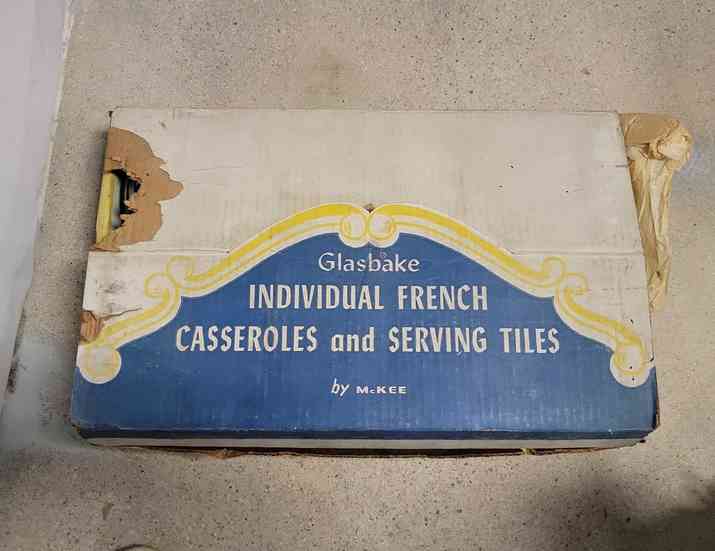 Glasbake
INDIVIDUAL FRENCH
CASSEROLES and SERVING TILES
by McKEE